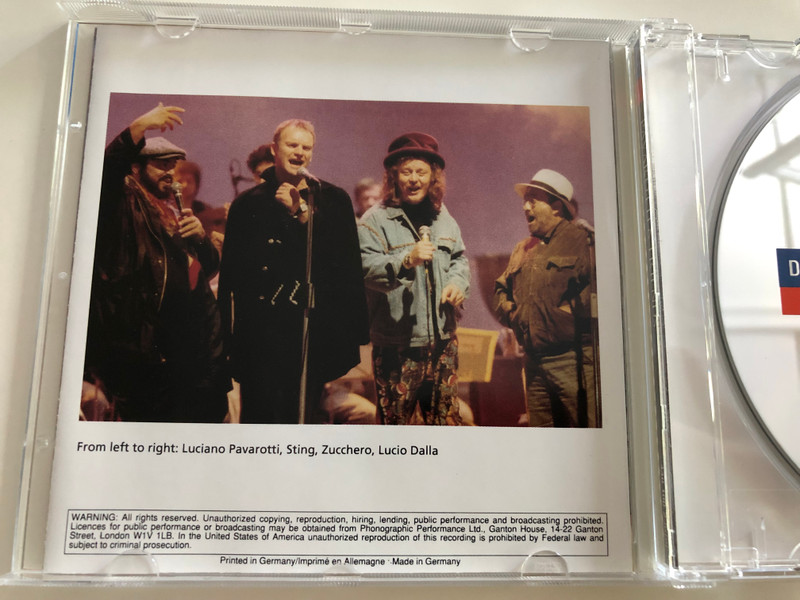 From left to right: Luciano Pavarotti, Sting, Zucchero, Lucio Dalla
WARNING: All rights reserved. Unauthorized copying, reproduction, hiring, lending, public performance and broadcasting prohibited.
Licences for public performance or broadcasting may be obtained from Phonographic Performance Ltd., Ganton House, 14-22 Ganton
Street, London W1V 1LB. In the United States of America unauthorized reproduction of this recording is prohibited by Federal law and
subject to criminal prosecution.
Printed in Germany/Imprimé en Allemagne · Made in Germany
D